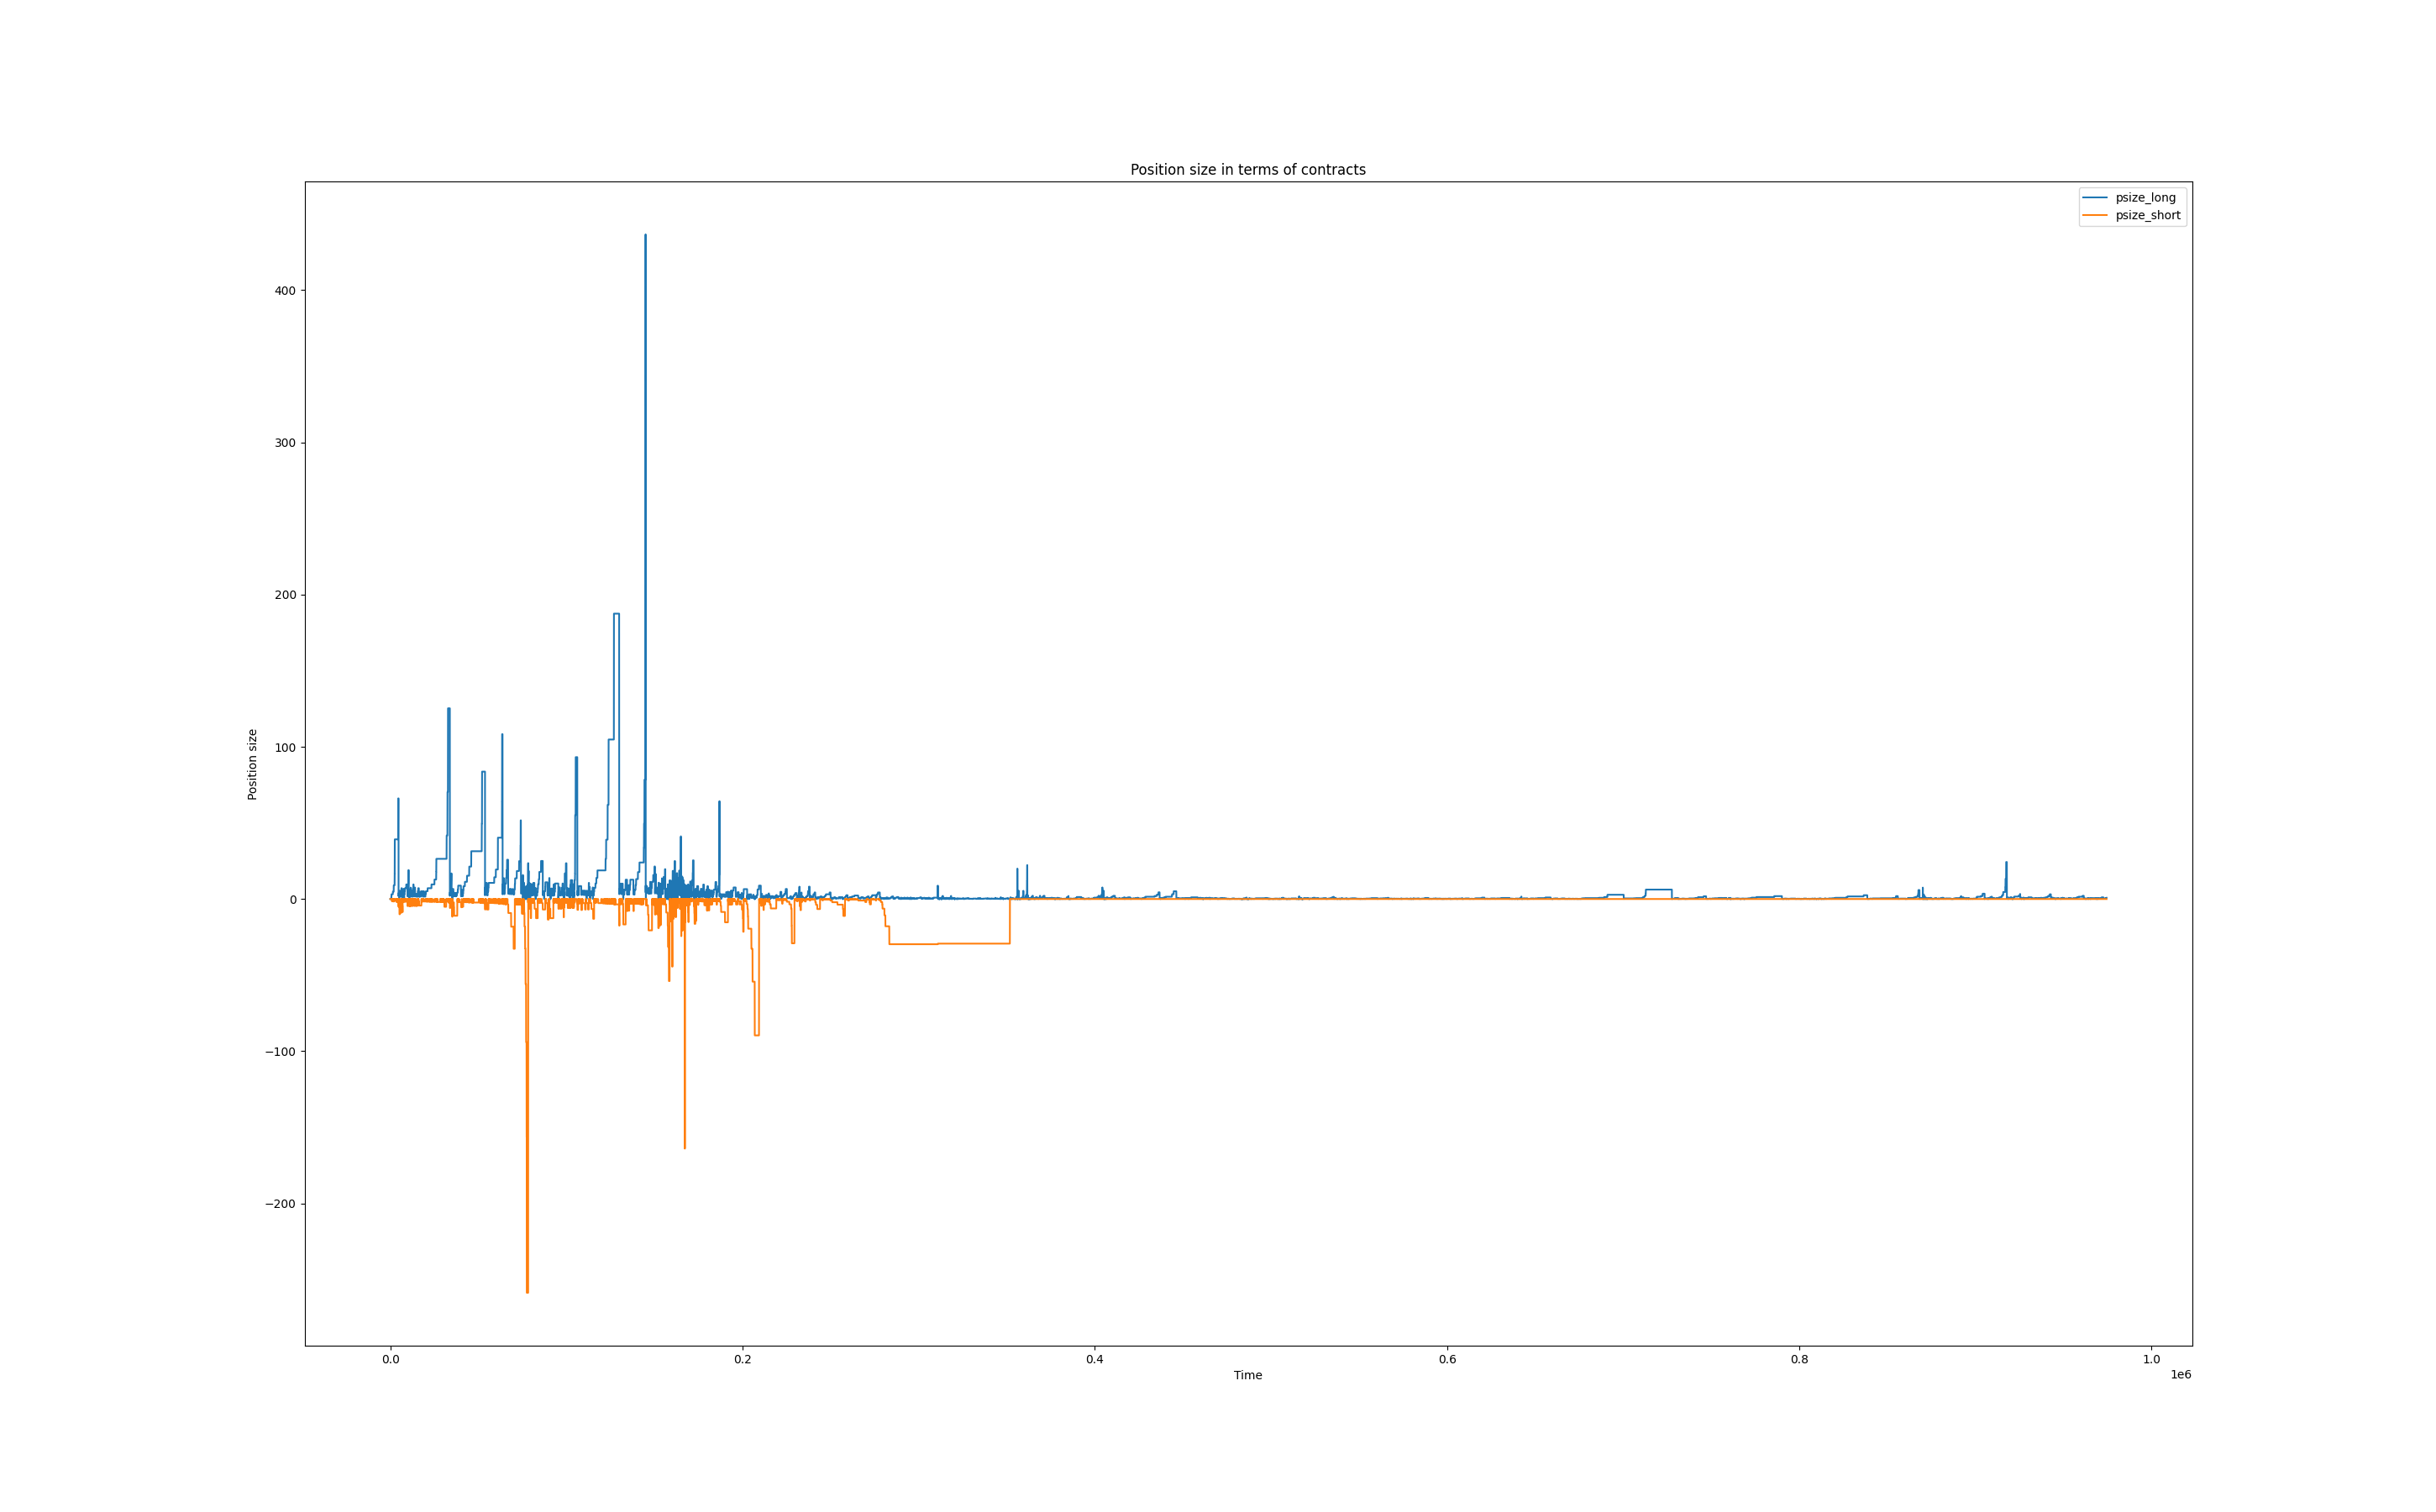 Position size in terms of contracts
psize_long
psize_short
Position size
400
300
200
100
0
−100
−200
0.0
0.2
0.4
0.6
0.8
1.0
1e6
Time